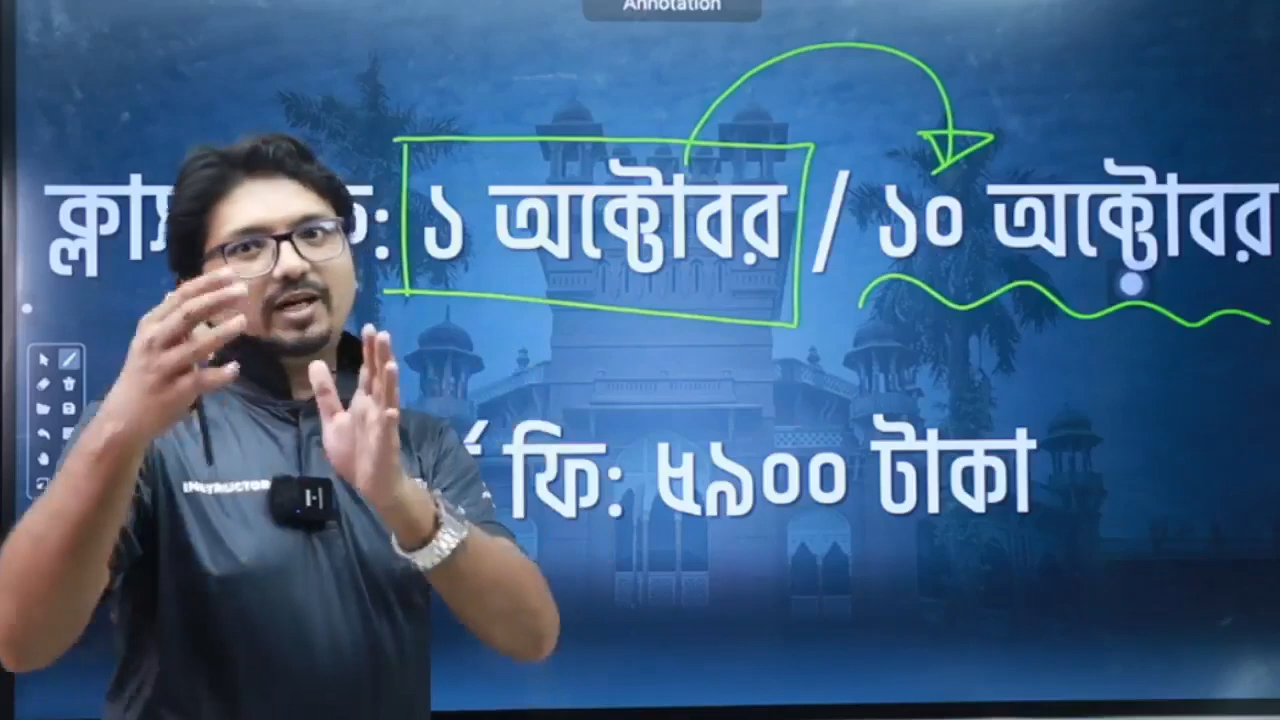 Annotation
১ অক্টোবর / ১০ অক্টোবর
ফি: ৫৯০০ টাকা
INSTRUCTOR